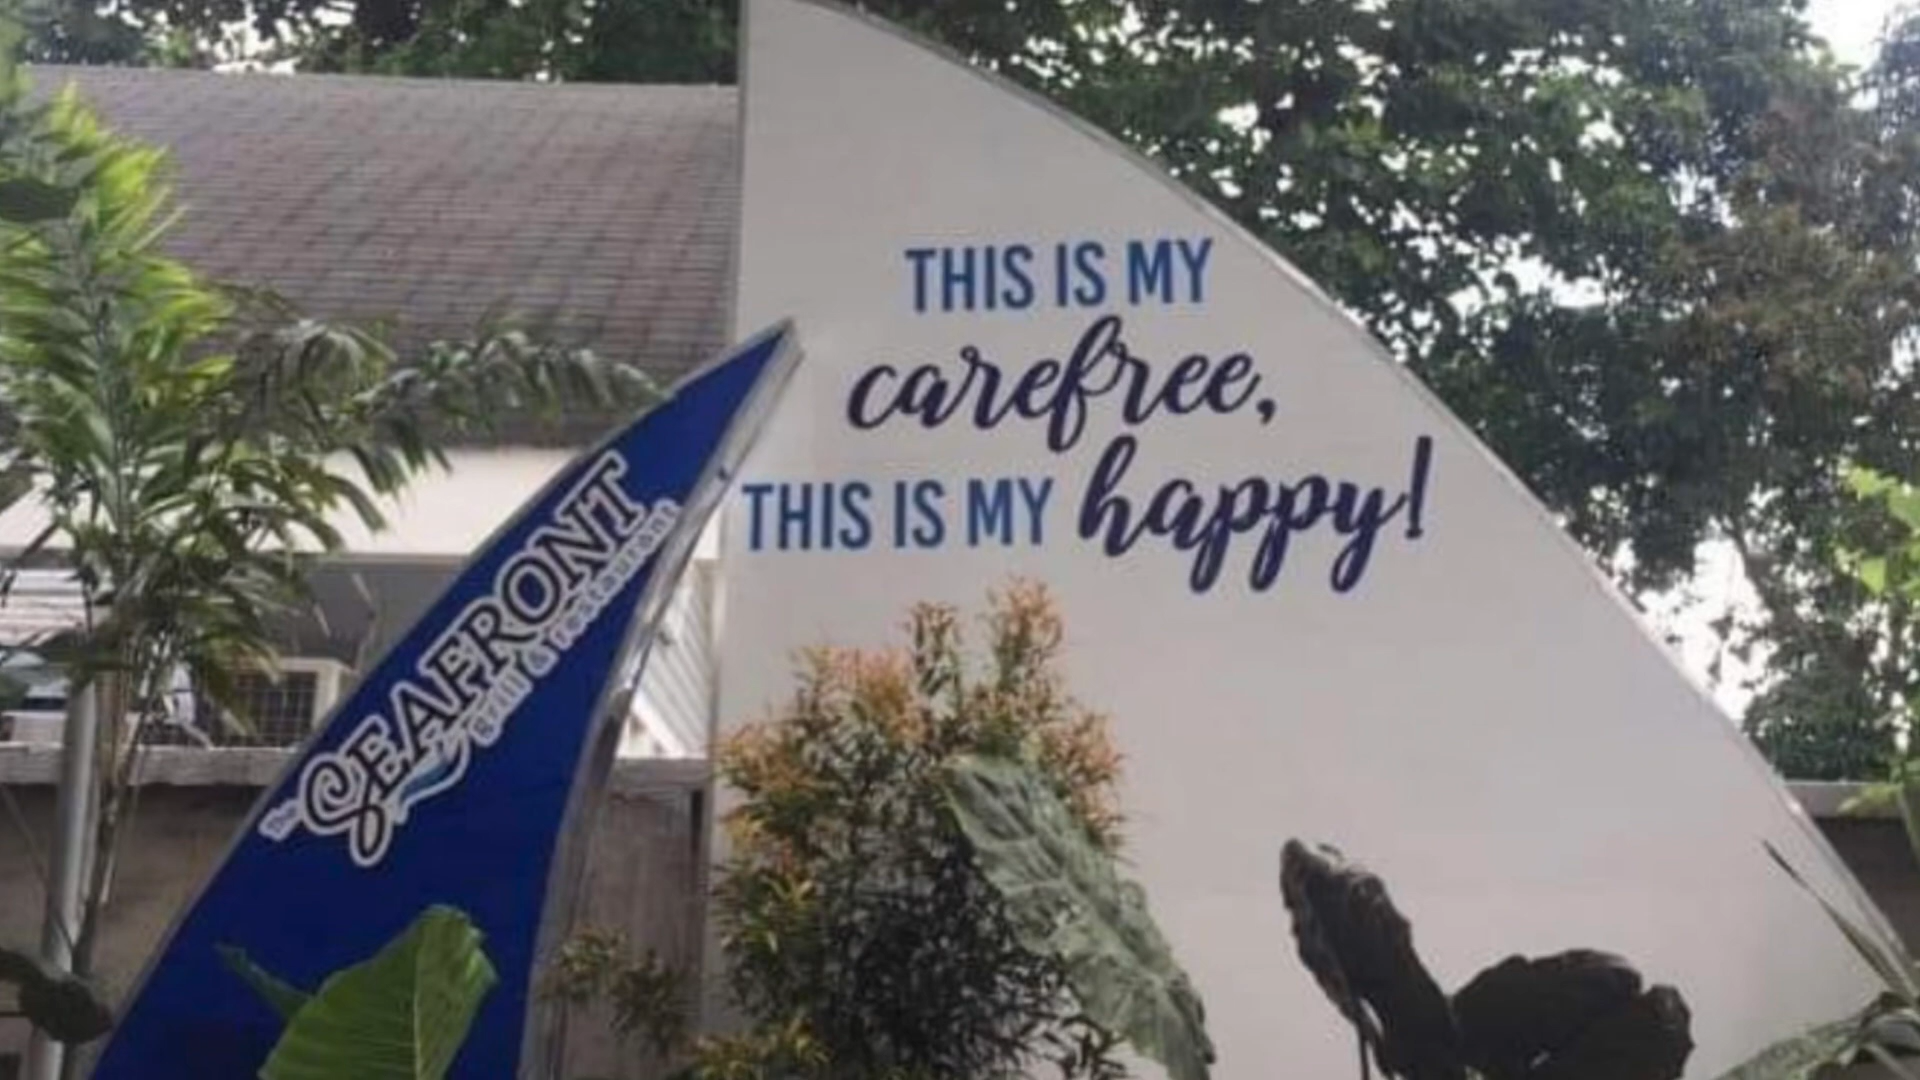 THIS IS MY
carefree,
THIS IS MY happy!
The SEAFRONT
grill & restaurant